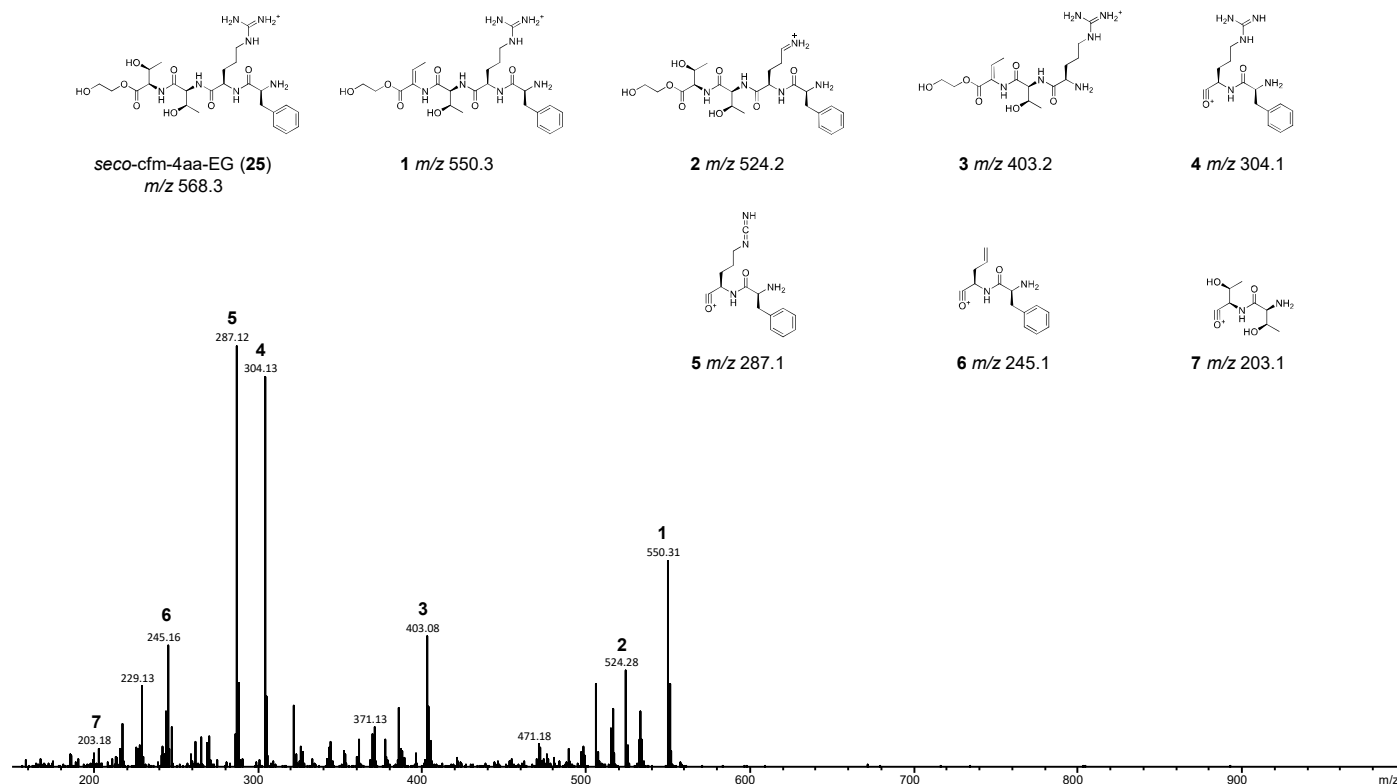 seco-cfm-4aa-EG (25)
m/z 568.3
1 m/z 550.3
2 m/z 524.2
3 m/z 403.2
4 m/z 304.1
5 m/z 287.1
6 m/z 245.1
7 m/z 203.1
5
287.12
4
304.13
1
550.31
6
245.16
3
403.08
2
524.28
229.13
7
203.18
371.13
471.18
200 300 400 500 600 700 800 900 m/z